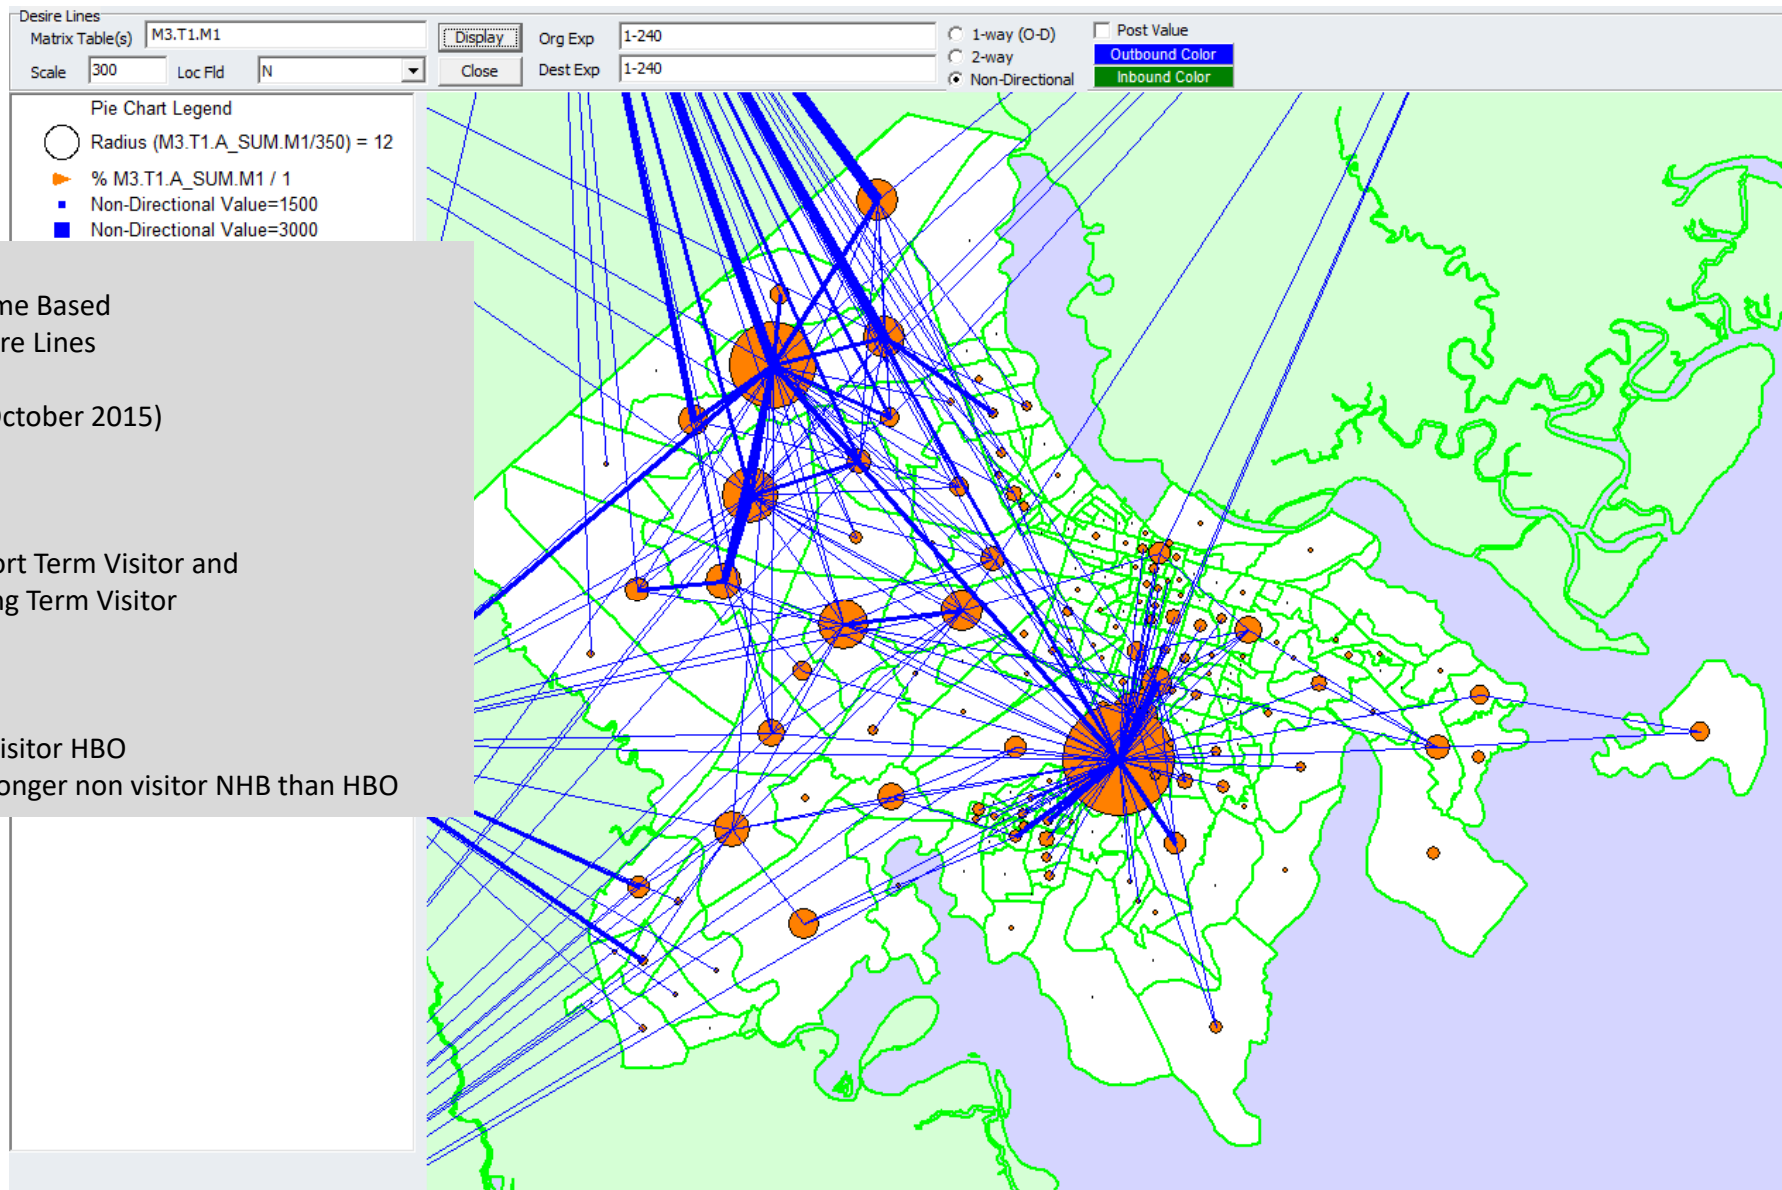 Desire Lines
Matrix Table(s) M3.T1.M1 Display Org Exp 1-240 1-way (O-D) Post Value
2-way Outbound Color
Scale 300 Loc Fld N Close Dest Exp 1-240 Non-Directional Inbound Color
Pie Chart Legend
Radius (M3.T1.A_SUM.M1/350) = 12
% M3.T1.A_SUM.M1 / 1
Non-Directional Value=1500
Non-Directional Value=3000
me Based
re Lines
ctober 2015)
ort Term Visitor and
ng Term Visitor
isitor HBO
onger non visitor NHB than HBO